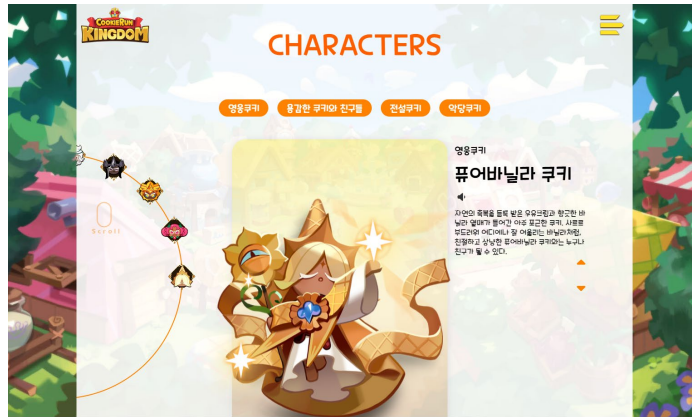 COOKIERUN
KINGDOM
CHARACTERS
영웅쿠키
용감한 쿠키와 친구들
전설쿠키
악당쿠키
Scroll
영웅쿠키
퓨어바닐라 쿠키
자연의 축복을 듬뿍 받은 우유크림과 향긋한 바
닐라 열매가 들어간 아주 포근한 쿠키. 사르르
부드러워 어디에나 잘 어울리는 바닐라처럼,
친절하고 상냥한 퓨어바닐라 쿠키와는 누구나
친구가 될 수 있다.